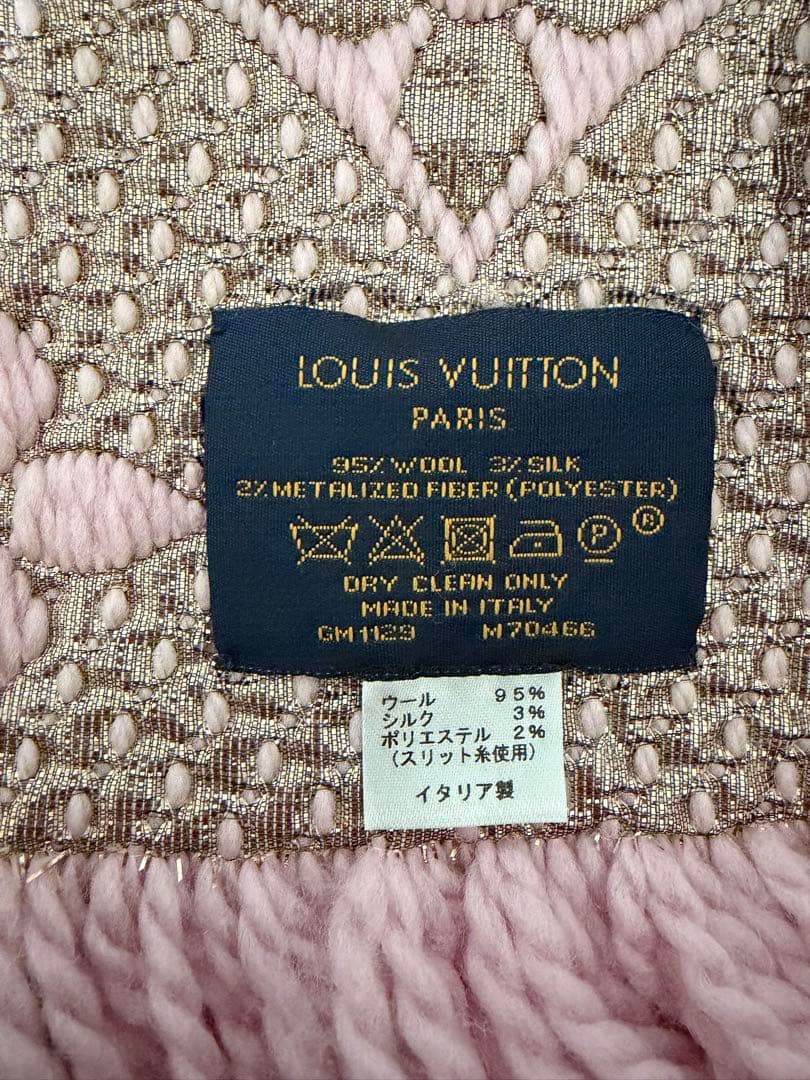 LOUIS VUITTON
PARIS
95% WOOL 3% SILK
2% METALIZED FIBER (POLYESTER)
P
R
DRY CLEAN ONLY
MADE IN ITALY
GM1129 M70466
ウール 95%
シルク 3%
ポリエステル 2%
(スリット糸使用)
イタリア製